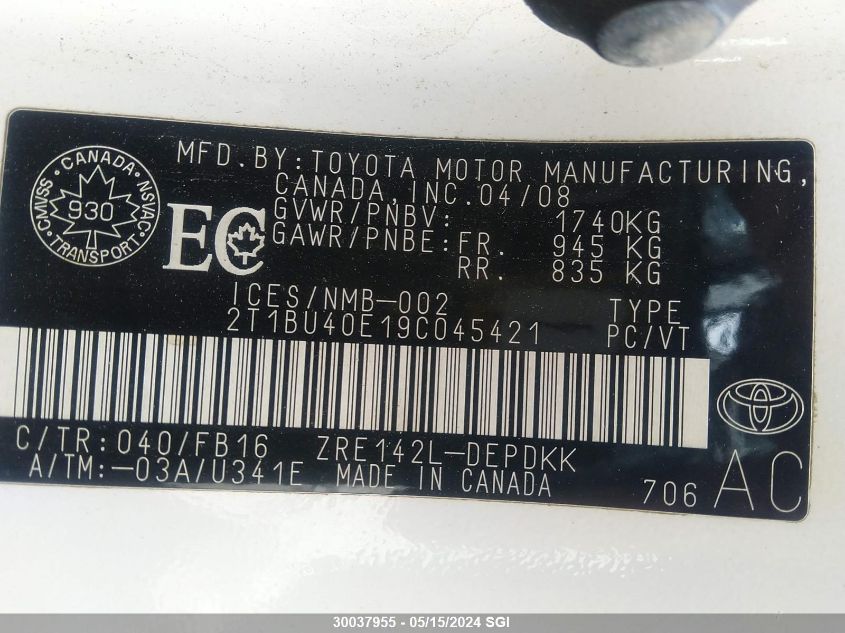 CANADA
CMVSS
NSVAC
930
TRANSPORT
EC
MFD.BY:TOYOTA MOTOR MANUFACTURING,
CANADA,INC.04/08
GVWR/PNBV: 1740KG
GAWR/PNBE:FR. 945 KG
RR. 835 KG
ICES/NMB-002 TYPE
2T1BU40E19C045421 PC/VT
C/TR:040/FB16 ZRE142L-DEPDKK
A/TM:-03A/U341E MADE IN CANADA 706 AC
30037955 - 05/15/2024 SGI